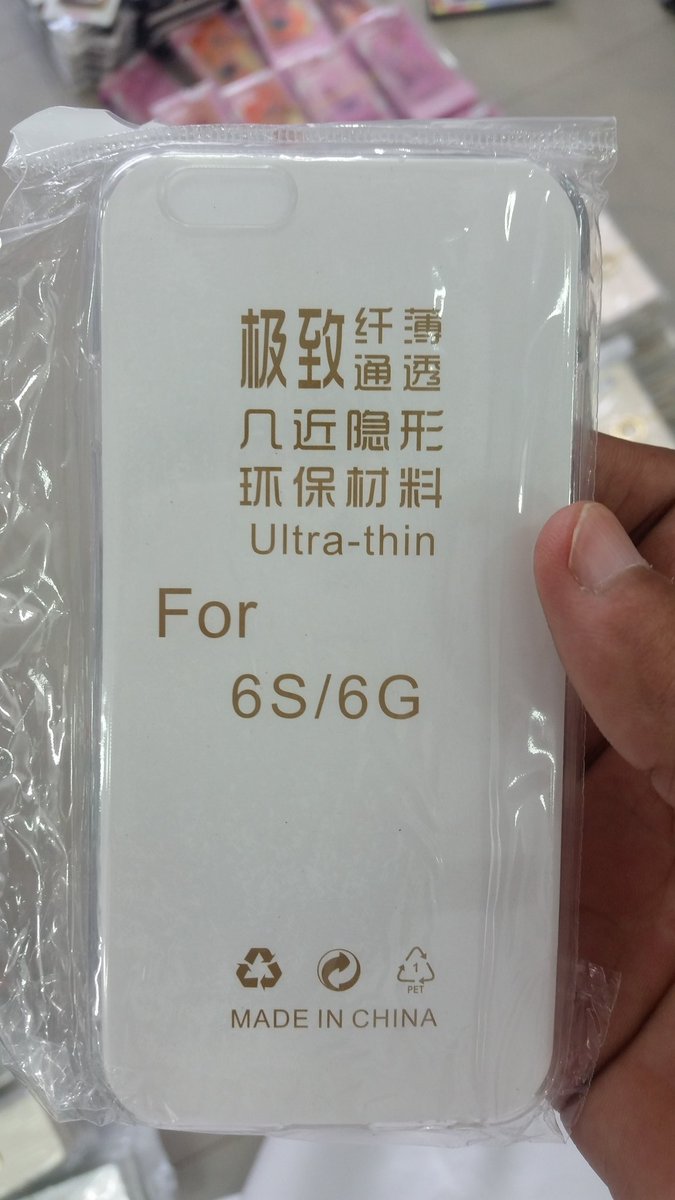 极致纤薄
通透
几近隐形
环保材料
Ultra-thin
For
6S/6G
1
PET
MADE IN CHINA